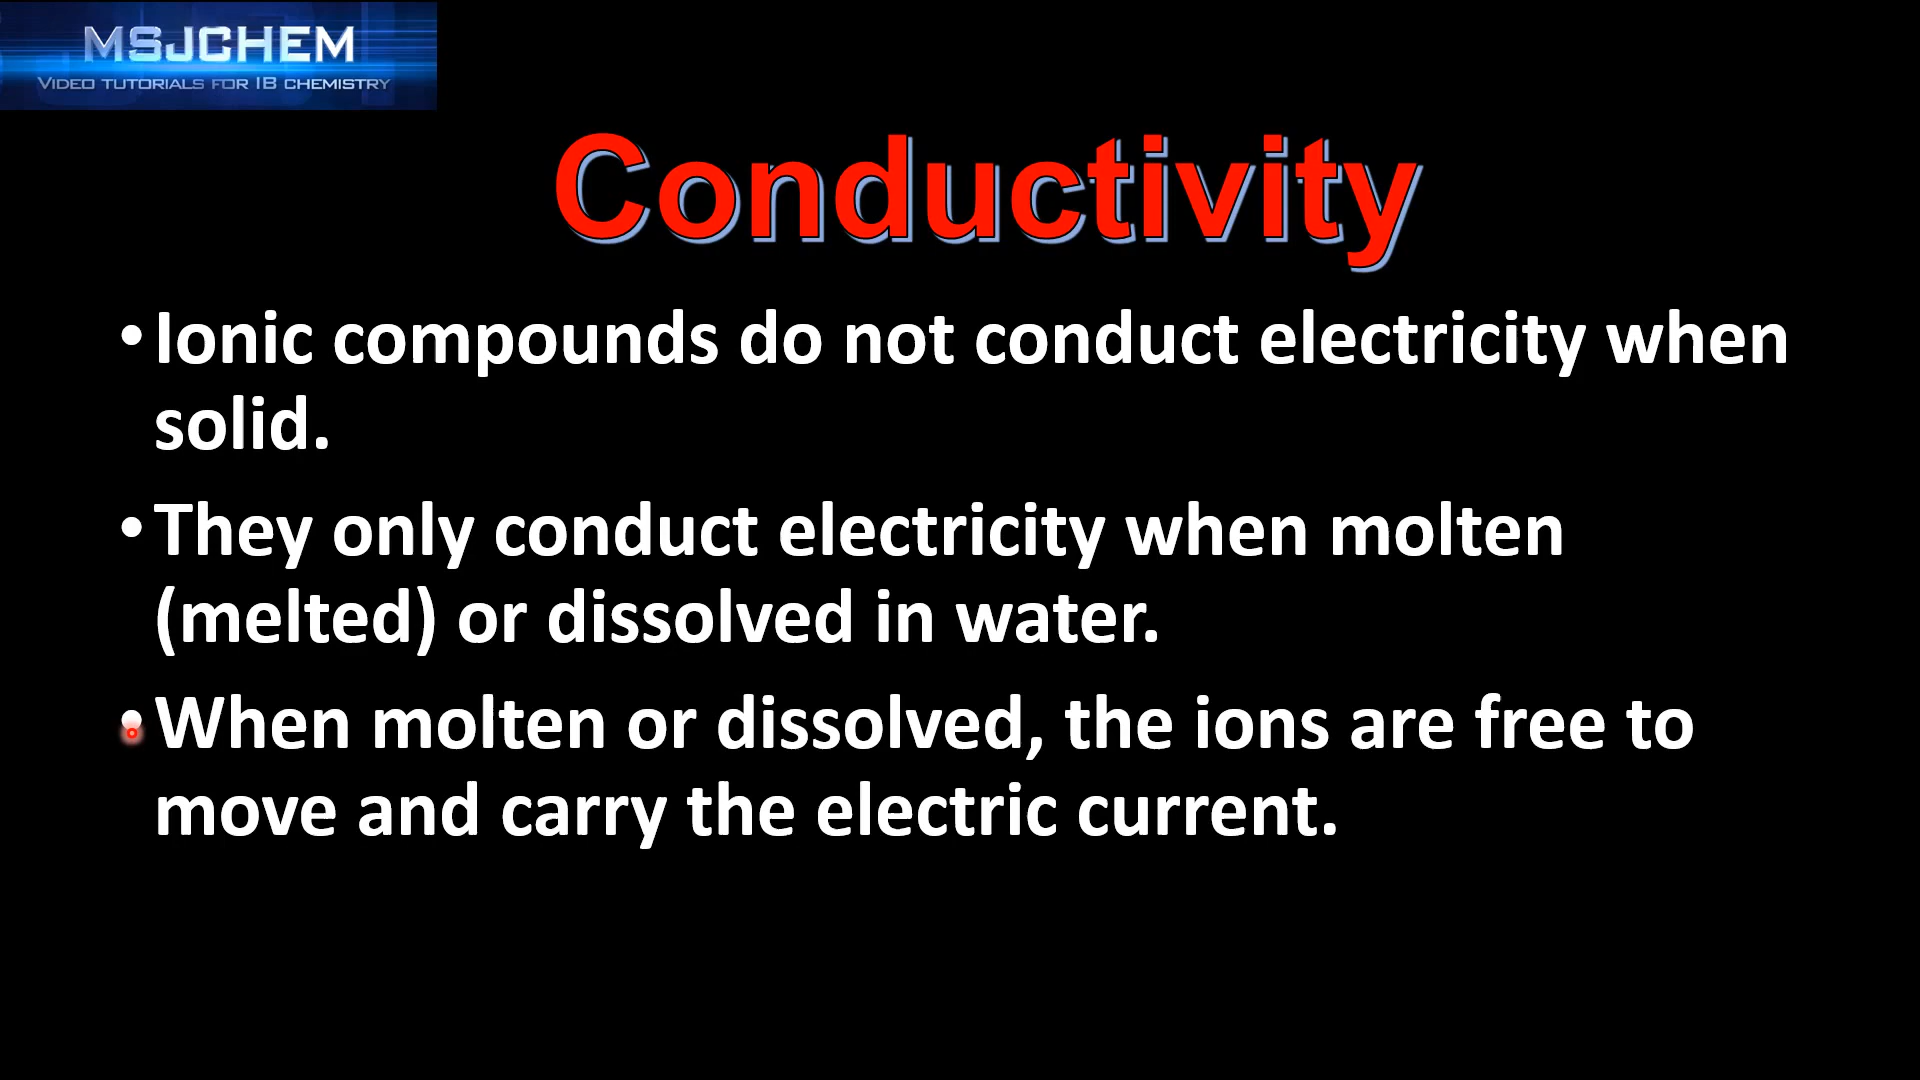 MSJCHEM
VIDEO TUTORIALS FOR IB CHEMISTRY
Conductivity
• Ionic compounds do not conduct electricity when
solid.
• They only conduct electricity when molten
(melted) or dissolved in water.
• When molten or dissolved, the ions are free to
move and carry the electric current.